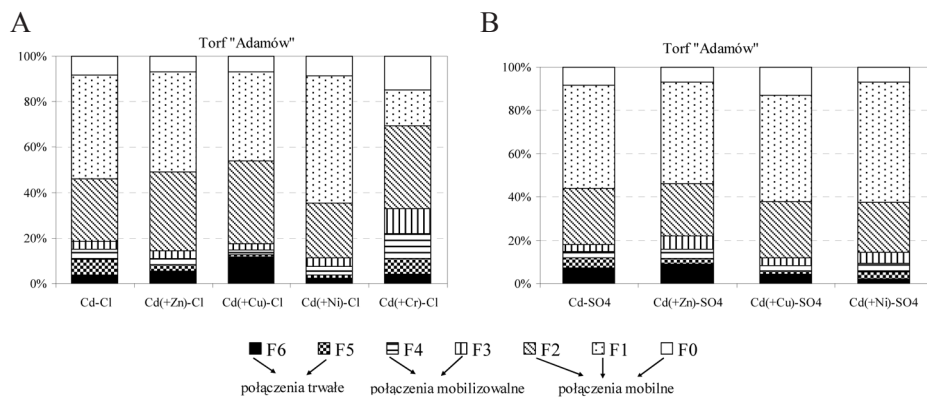 A
B
Torf "Adamów"
Torf "Adamów"
100%
80%
60%
40%
20%
0%
Cd-Cl Cd(+Zn)-Cl Cd(+Cu)-Cl Cd(+Ni)-Cl Cd(+Cr)-Cl
100%
80%
60%
40%
20%
0%
Cd-SO4 Cd(+Zn)-SO4 Cd(+Cu)-SO4 Cd(+Ni)-SO4
F6 F5 F4 F3 F2 F1 F0
połączenia trwałe połączenia mobilizowalne połączenia mobilne